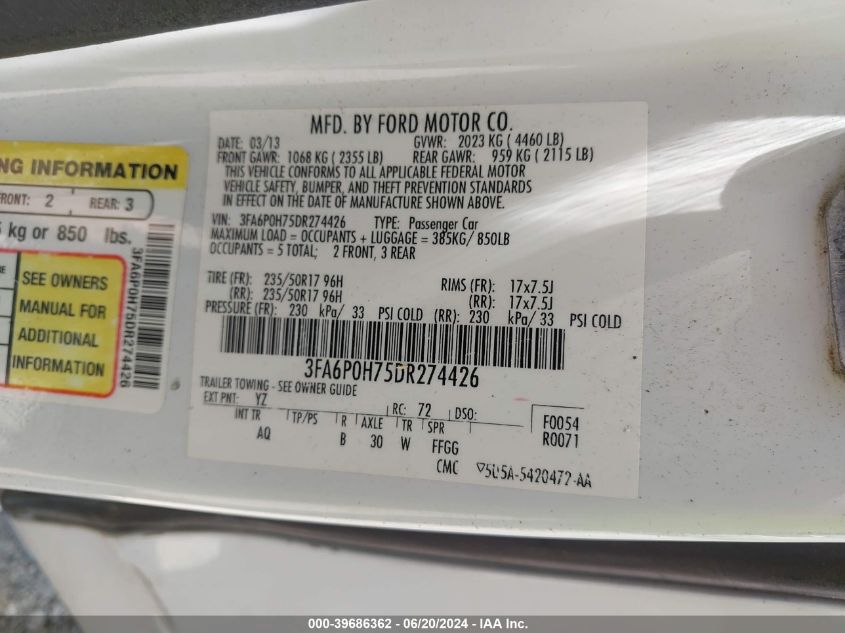 MFD. BY FORD MOTOR CO.
DATE: 03/13 GVWR: 2023 KG ( 4460 LB)
FRONT GAWR: 1068 KG ( 2355 LB) REAR GAWR: 959 KG ( 2115 LB)
THIS VEHICLE CONFORMS TO ALL APPLICABLE FEDERAL MOTOR
VEHICLE SAFETY, BUMPER, AND THEFT PREVENTION STANDARDS
IN EFFECT ON THE DATE OF MANUFACTURE SHOWN ABOVE.
VIN: 3FA6P0H75DR274426 TYPE: Passenger Car
MAXIMUM LOAD = OCCUPANTS + LUGGAGE = 385KG/ 850LB
OCCUPANTS = 5 TOTAL; 2 FRONT, 3 REAR
TIRE (FR): 235/50R17 96H RIMS (FR): 17x7.5J
(RR): 235/50R17 96H (RR): 17x7.5J
PRESSURE (FR): 230 kPa/ 33 PSI COLD (RR): 230 kPa/ 33 PSI COLD
3FA6P0H75DR274426
TRAILER TOWING - SEE OWNER GUIDE
EXT PNT: YZ RC: 72 DSO: F0054
INT TR TP/PS R AXLE TR SPR R0071
AQ B 30 W FFGG
CMC 5U5A-5420472-AA
INFORMATION
FRONT: 2 REAR: 3
kg or 850 lbs.
SEE OWNERS
MANUAL FOR
ADDITIONAL
INFORMATION
3FA6P0H75DR274426
000-39686362 - 06/20/2024 - IAA Inc.